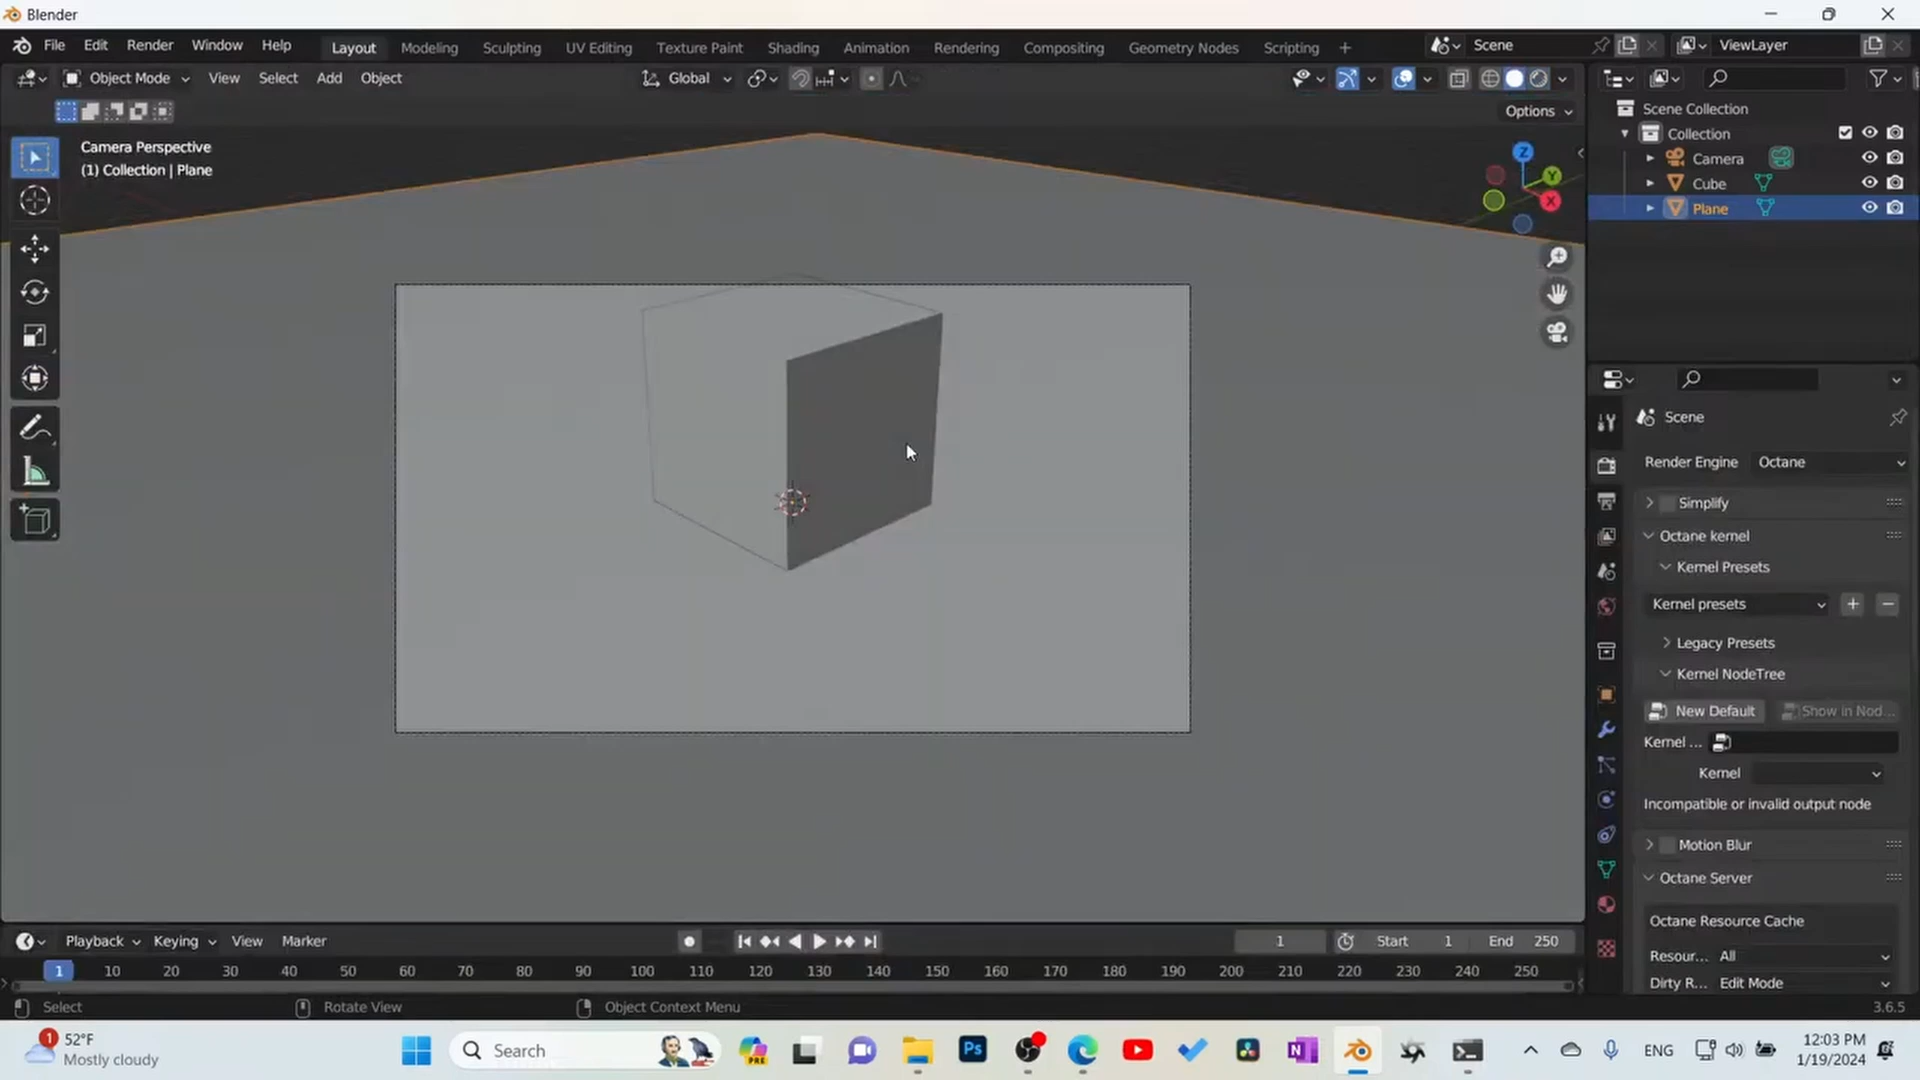 Blender
File Edit Render Window Help Layout Modeling Sculpting UV Editing Texture Paint Shading Animation Rendering Compositing Geometry Nodes Scripting + Scene ViewLayer
Object Mode View Select Add Object Global
Options
Camera Perspective
(1) Collection | Plane
Z
Y
X
Scene Collection
Collection
Camera
Cube
Plane
Scene
Render Engine Octane
Simplify
Octane kernel
Kernel Presets
Kernel presets
Legacy Presets
Kernel NodeTree
New Default Show in Nod...
Kernel ...
Kernel
Incompatible or invalid output node
Motion Blur
Octane Server
Octane Resource Cache
Resour... All
Dirty R... Edit Mode
Playback Keying View Marker 1 Start 1 End 250
1 10 20 30 40 50 60 70 80 90 100 110 120 130 140 150 160 170 180 190 200 210 220 230 240 250
Select Rotate View Object Context Menu 3.6.5
1 52°F
Mostly cloudy
Search
PRE
Ps
N
ENG
12:03 PM
1/19/2024